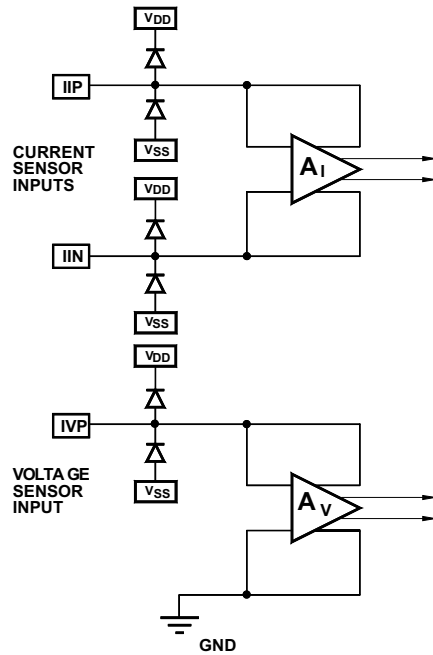 VDD
IIP
VSS
CURRENT
SENSOR
INPUTS
VDD
AI
IIN
VSS
VDD
IVP
VSS
VOLTAGE
SENSOR
INPUT
AV
GND